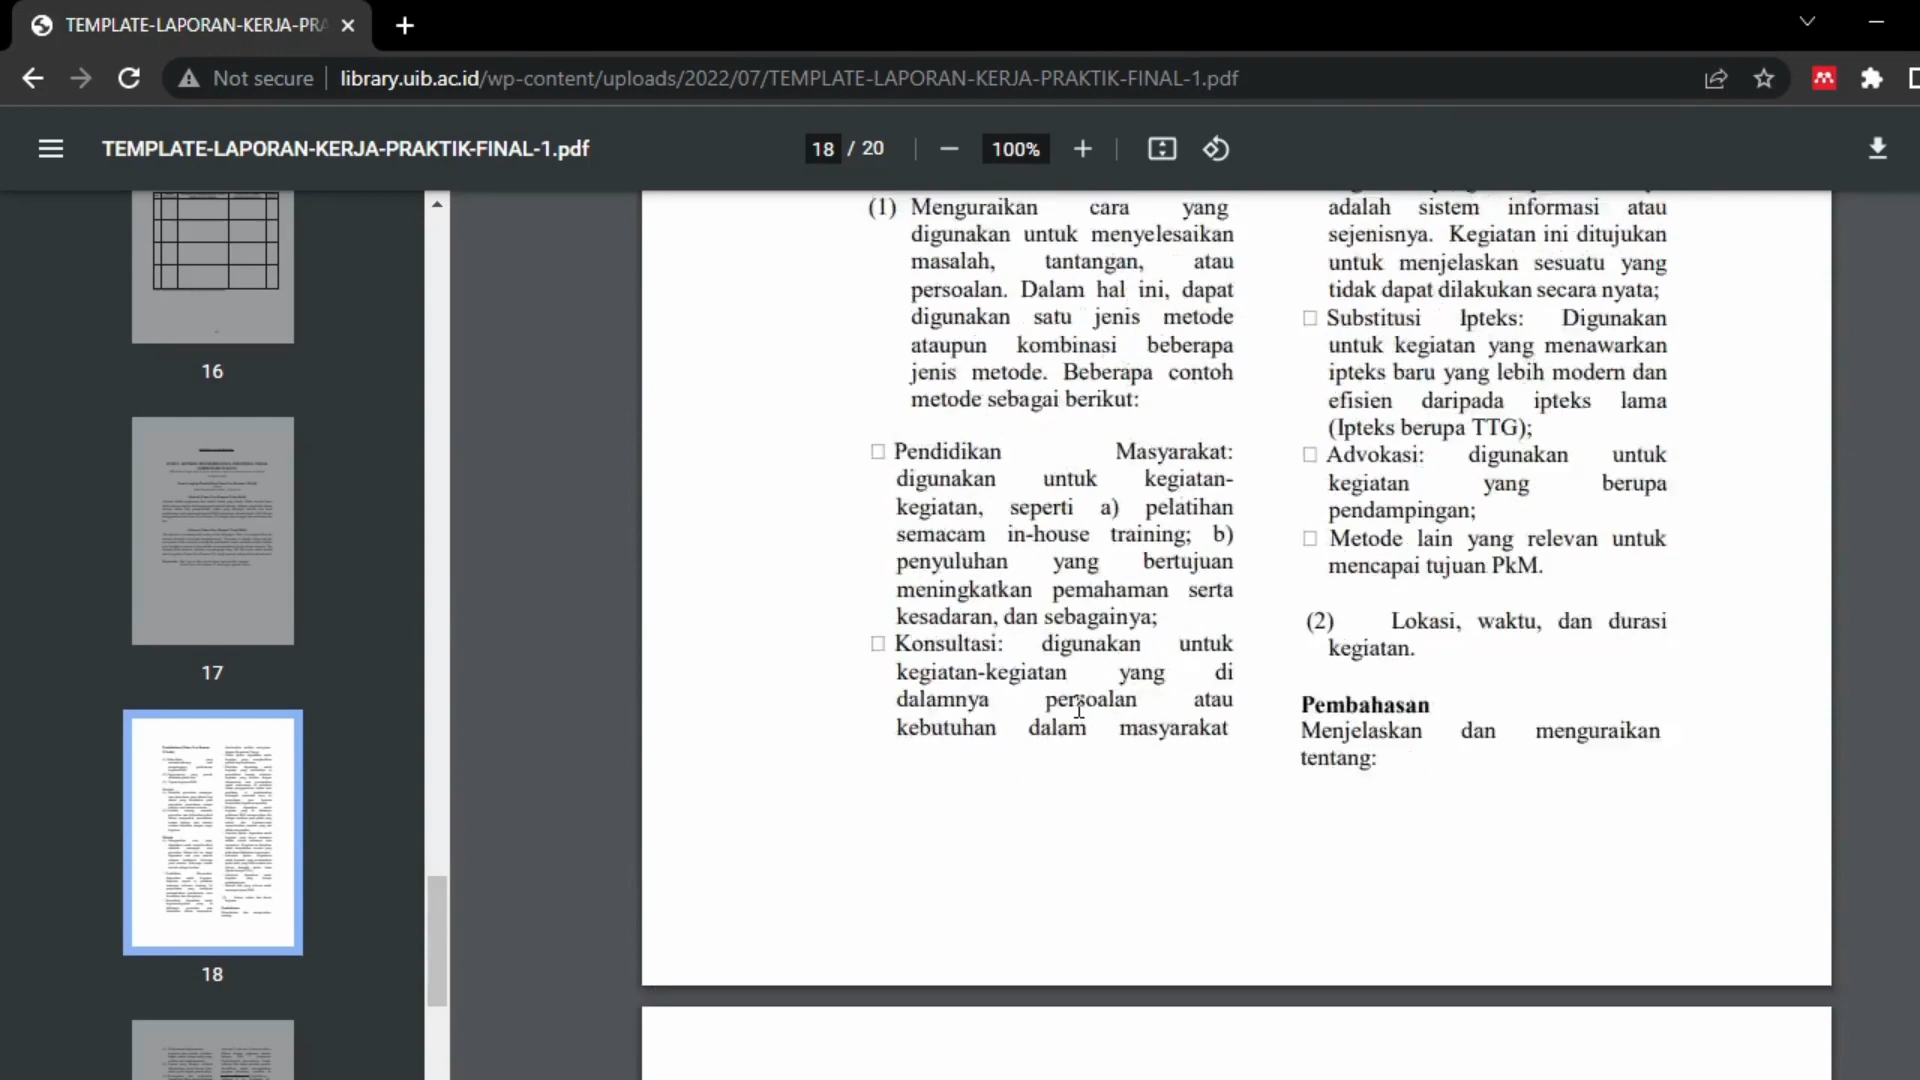 TEMPLATE-LAPORAN-KERJA-PRA
Not secure
library.uib.ac.id/wp-content/uploads/2022/07/TEMPLATE-LAPORAN-KERJA-PRAKTIK-FINAL-1.pdf
TEMPLATE-LAPORAN-KERJA-PRAKTIK-FINAL-1.pdf
18 / 20
100%
16
17
18
(1) Menguraikan cara yang
digunakan untuk menyelesaikan
masalah, tantangan, atau
persoalan. Dalam hal ini, dapat
digunakan satu jenis metode
ataupun kombinasi beberapa
jenis metode. Beberapa contoh
metode sebagai berikut:
Pendidikan Masyarakat:
digunakan untuk kegiatan-
kegiatan, seperti a) pelatihan
semacam in-house training; b)
penyuluhan yang bertujuan
meningkatkan pemahaman serta
kesadaran, dan sebagainya;
Konsultasi: digunakan untuk
kegiatan-kegiatan yang di
dalamnya persoalan atau
kebutuhan dalam masyarakat
adalah sistem informasi atau
sejenisnya. Kegiatan ini ditujukan
untuk menjelaskan sesuatu yang
tidak dapat dilakukan secara nyata;
Substitusi Ipteks: Digunakan
untuk kegiatan yang menawarkan
ipteks baru yang lebih modern dan
efisien daripada ipteks lama
(Ipteks berupa TTG);
Advokasi: digunakan untuk
kegiatan yang berupa
pendampingan;
Metode lain yang relevan untuk
mencapai tujuan PkM.
(2) Lokasi, waktu, dan durasi
kegiatan.
Pembahasan
Menjelaskan dan menguraikan
tentang: